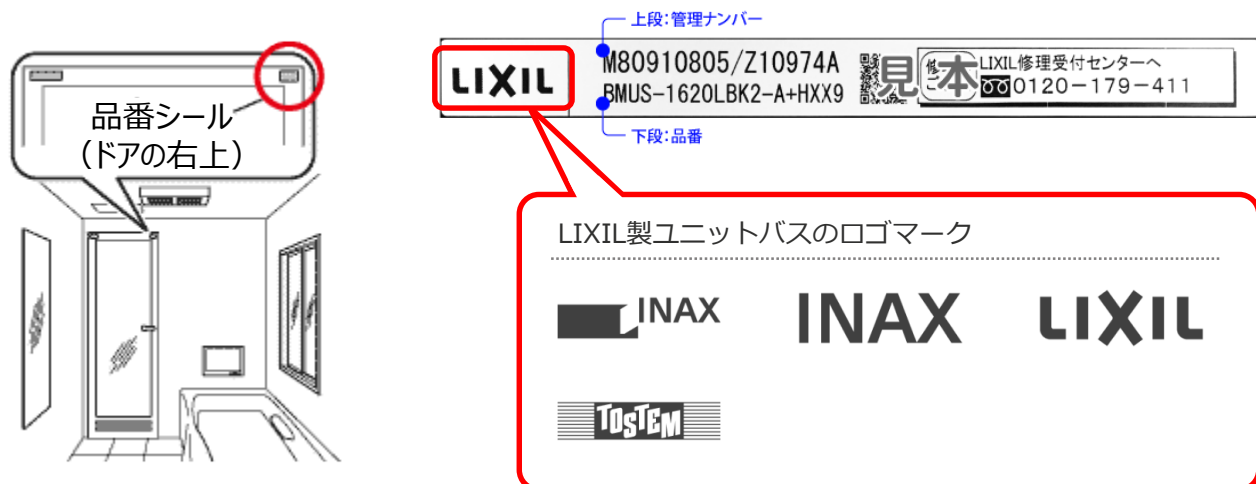 品番シール
（ドアの右上）
上段:管理ナンバー
LIXIL
M80910805/Z10974A
BMUS-1620LBK2-A+HXX9
見本
LIXIL修理受付センターへ
0120-179-411
下段:品番
LIXIL製ユニットバスのロゴマーク
INAX
INAX
LIXIL
TOSTEM